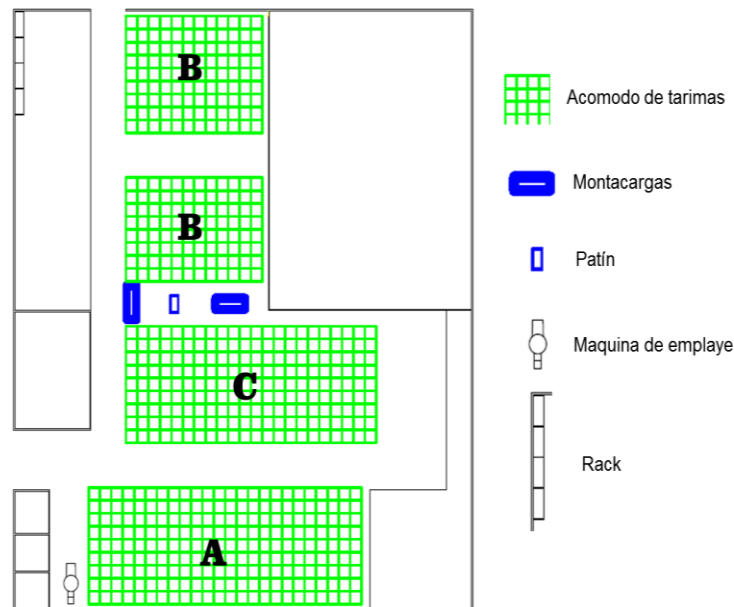 B
Acomodo de tarimas
Montacargas
B
Patín
Maquina de emplaye
C
Rack
A